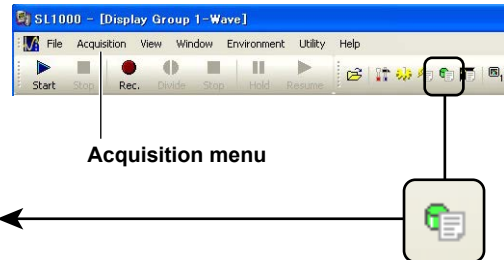 SL1000 - [Display Group 1-Wave]
File Acquisition View Window Environment Utility Help
Start Stop Rec. Divide Stop Hold Resume
Acquisition menu